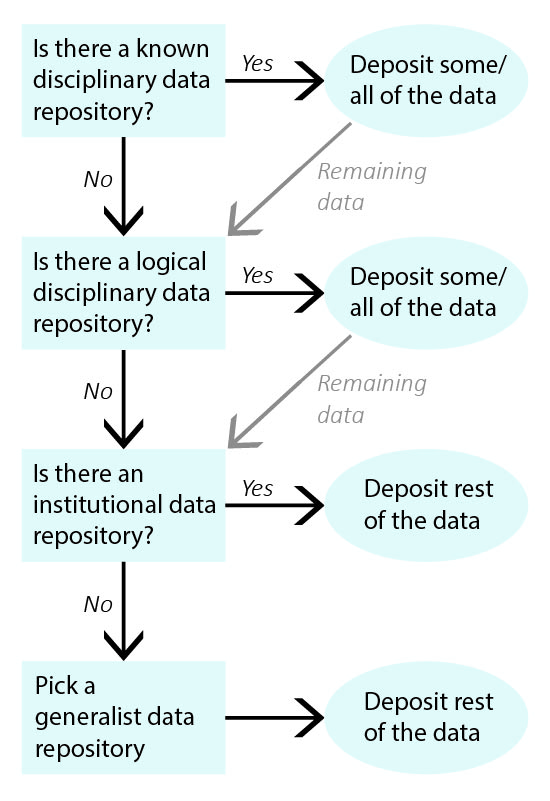 Is there a known
disciplinary data
repository?
Yes
Deposit some/
all of the data
No
Remaining
data
Is there a logical
disciplinary data
repository?
Yes
Deposit some/
all of the data
No
Remaining
data
Is there an
institutional data
repository?
Yes
Deposit rest
of the data
No
Pick a
generalist data
repository
Deposit rest
of the data